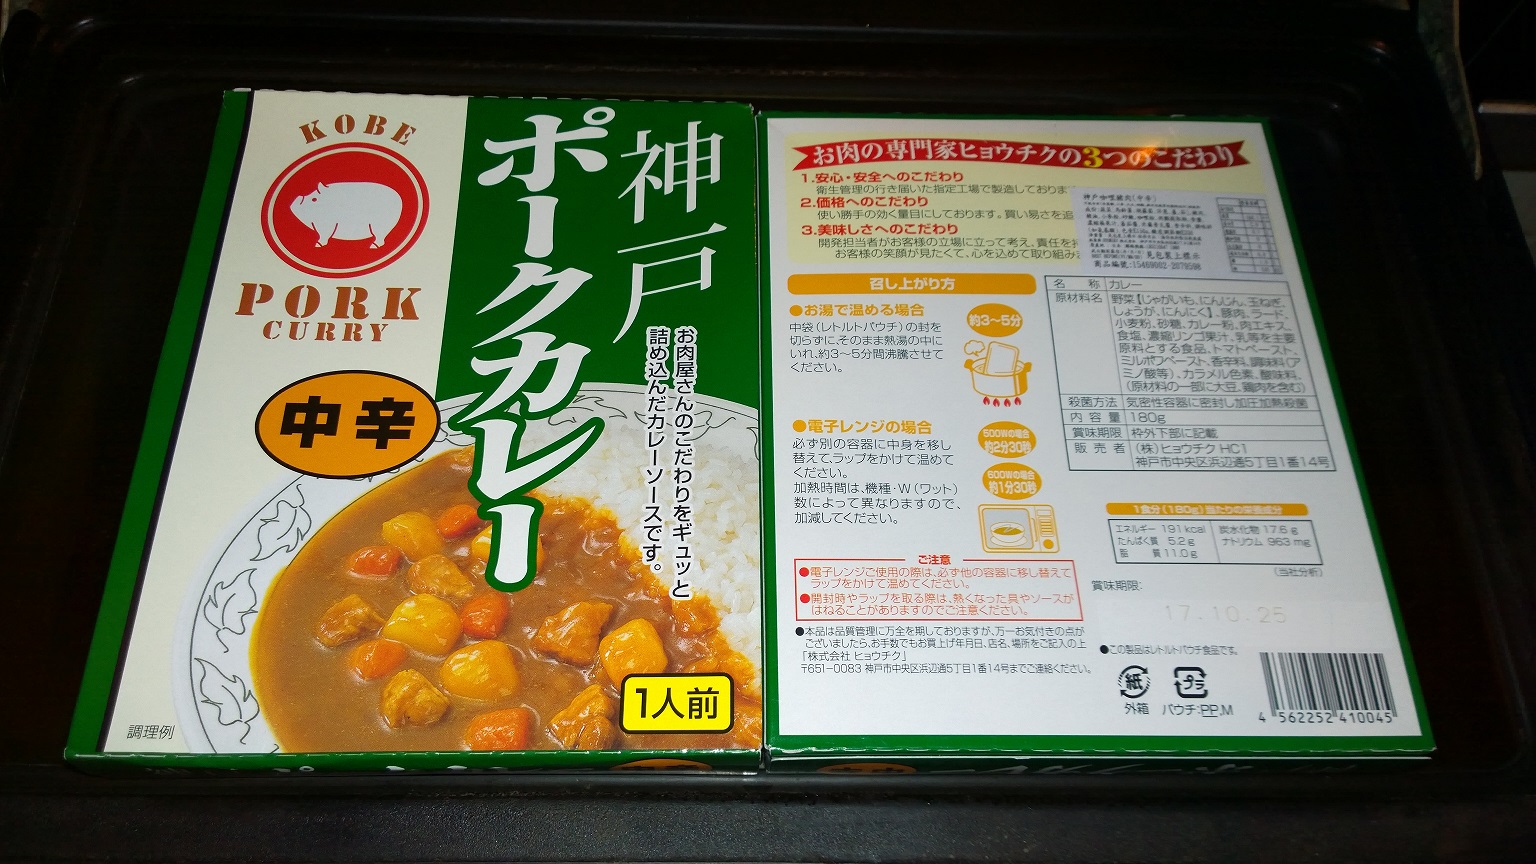 KOBE
PORK
CURRY
中辛
神戸
ポークカレー
お肉屋さんのこだわりをギュッと
詰め込んだカレーソースです。
1人前
調理例
お肉の専門家ヒョウチクの3つのこだわり
1.安心・安全へのこだわり
衛生管理の行き届いた指定工場で製造しておりま
2.価格へのこだわり
使い勝手の効く量目にしております。買い易さを追
3.美味しさへのこだわり
開発担当者がお客様の立場に立って考え、責任を持
お客様の笑顔が見たくて、心を込めて取り組み
神戸咖哩豬肉(中辛)
見包裝上標示
商品編號:15469002-2079598
召し上がり方
●お湯で温める場合
中袋(レトルトパウチ)の封を
切らずに、そのまま熱湯の中に
いれ、約3〜5分間沸騰させて
ください。
約3〜5分
●電子レンジの場合
必ず別の容器に中身を移し
替えて、ラップをかけて温めて
ください。
加熱時間は、機種・W(ワット)
数によって異なりますので、
加減してください。
500Wの場合
約2分30秒
600Wの場合
約1分30秒
ご注意
●電子レンジご使用の際は、必ず他の容器に移し替えて
ラップをかけて温めてください。
●開封時やラップを取る際は、熱くなった具やソースが
はねることがありますのでご注意ください。
●本品は品質管理に万全を期しておりますが、万一お気付きの点が
ございましたら、お手数でもお買上げ年月日、店名、場所をご記入の上
「株式会社 ヒョウチク」
〒651-0083 神戸市中央区浜辺通5丁目1番14号までご連絡ください。
名 称 カレー
原材料名 野菜【じゃがいも、にんじん、玉ねぎ、
しょうが、にんにく】、豚肉、ラード、
小麦粉、砂糖、カレー粉、肉エキス、
食塩、濃縮リンゴ果汁、乳等を主要
原料とする食品、トマトペースト、
ミルポワペースト、香辛料、調味料(ア
ミノ酸等)、カラメル色素、酸味料、
(原材料の一部に大豆、鶏肉を含む)
殺菌方法 気密性容器に密封し加圧加熱殺菌
内 容 量 180g
賞味期限 枠外下部に記載
販 売 者 (株)ヒョウチク HC1
神戸市中央区浜辺通5丁目1番14号
1食分(180g)当たりの栄養成分
エネルギー 191kcal 炭水化物 17.6g
たんぱく質 5.2g ナトリウム 963mg
脂 質 11.0g
(当社分析)
賞味期限:
17.10.25
●この製品はレトルトパウチ食品です。
紙
外箱
プラ
パウチ:PP,M
4 562252 410045